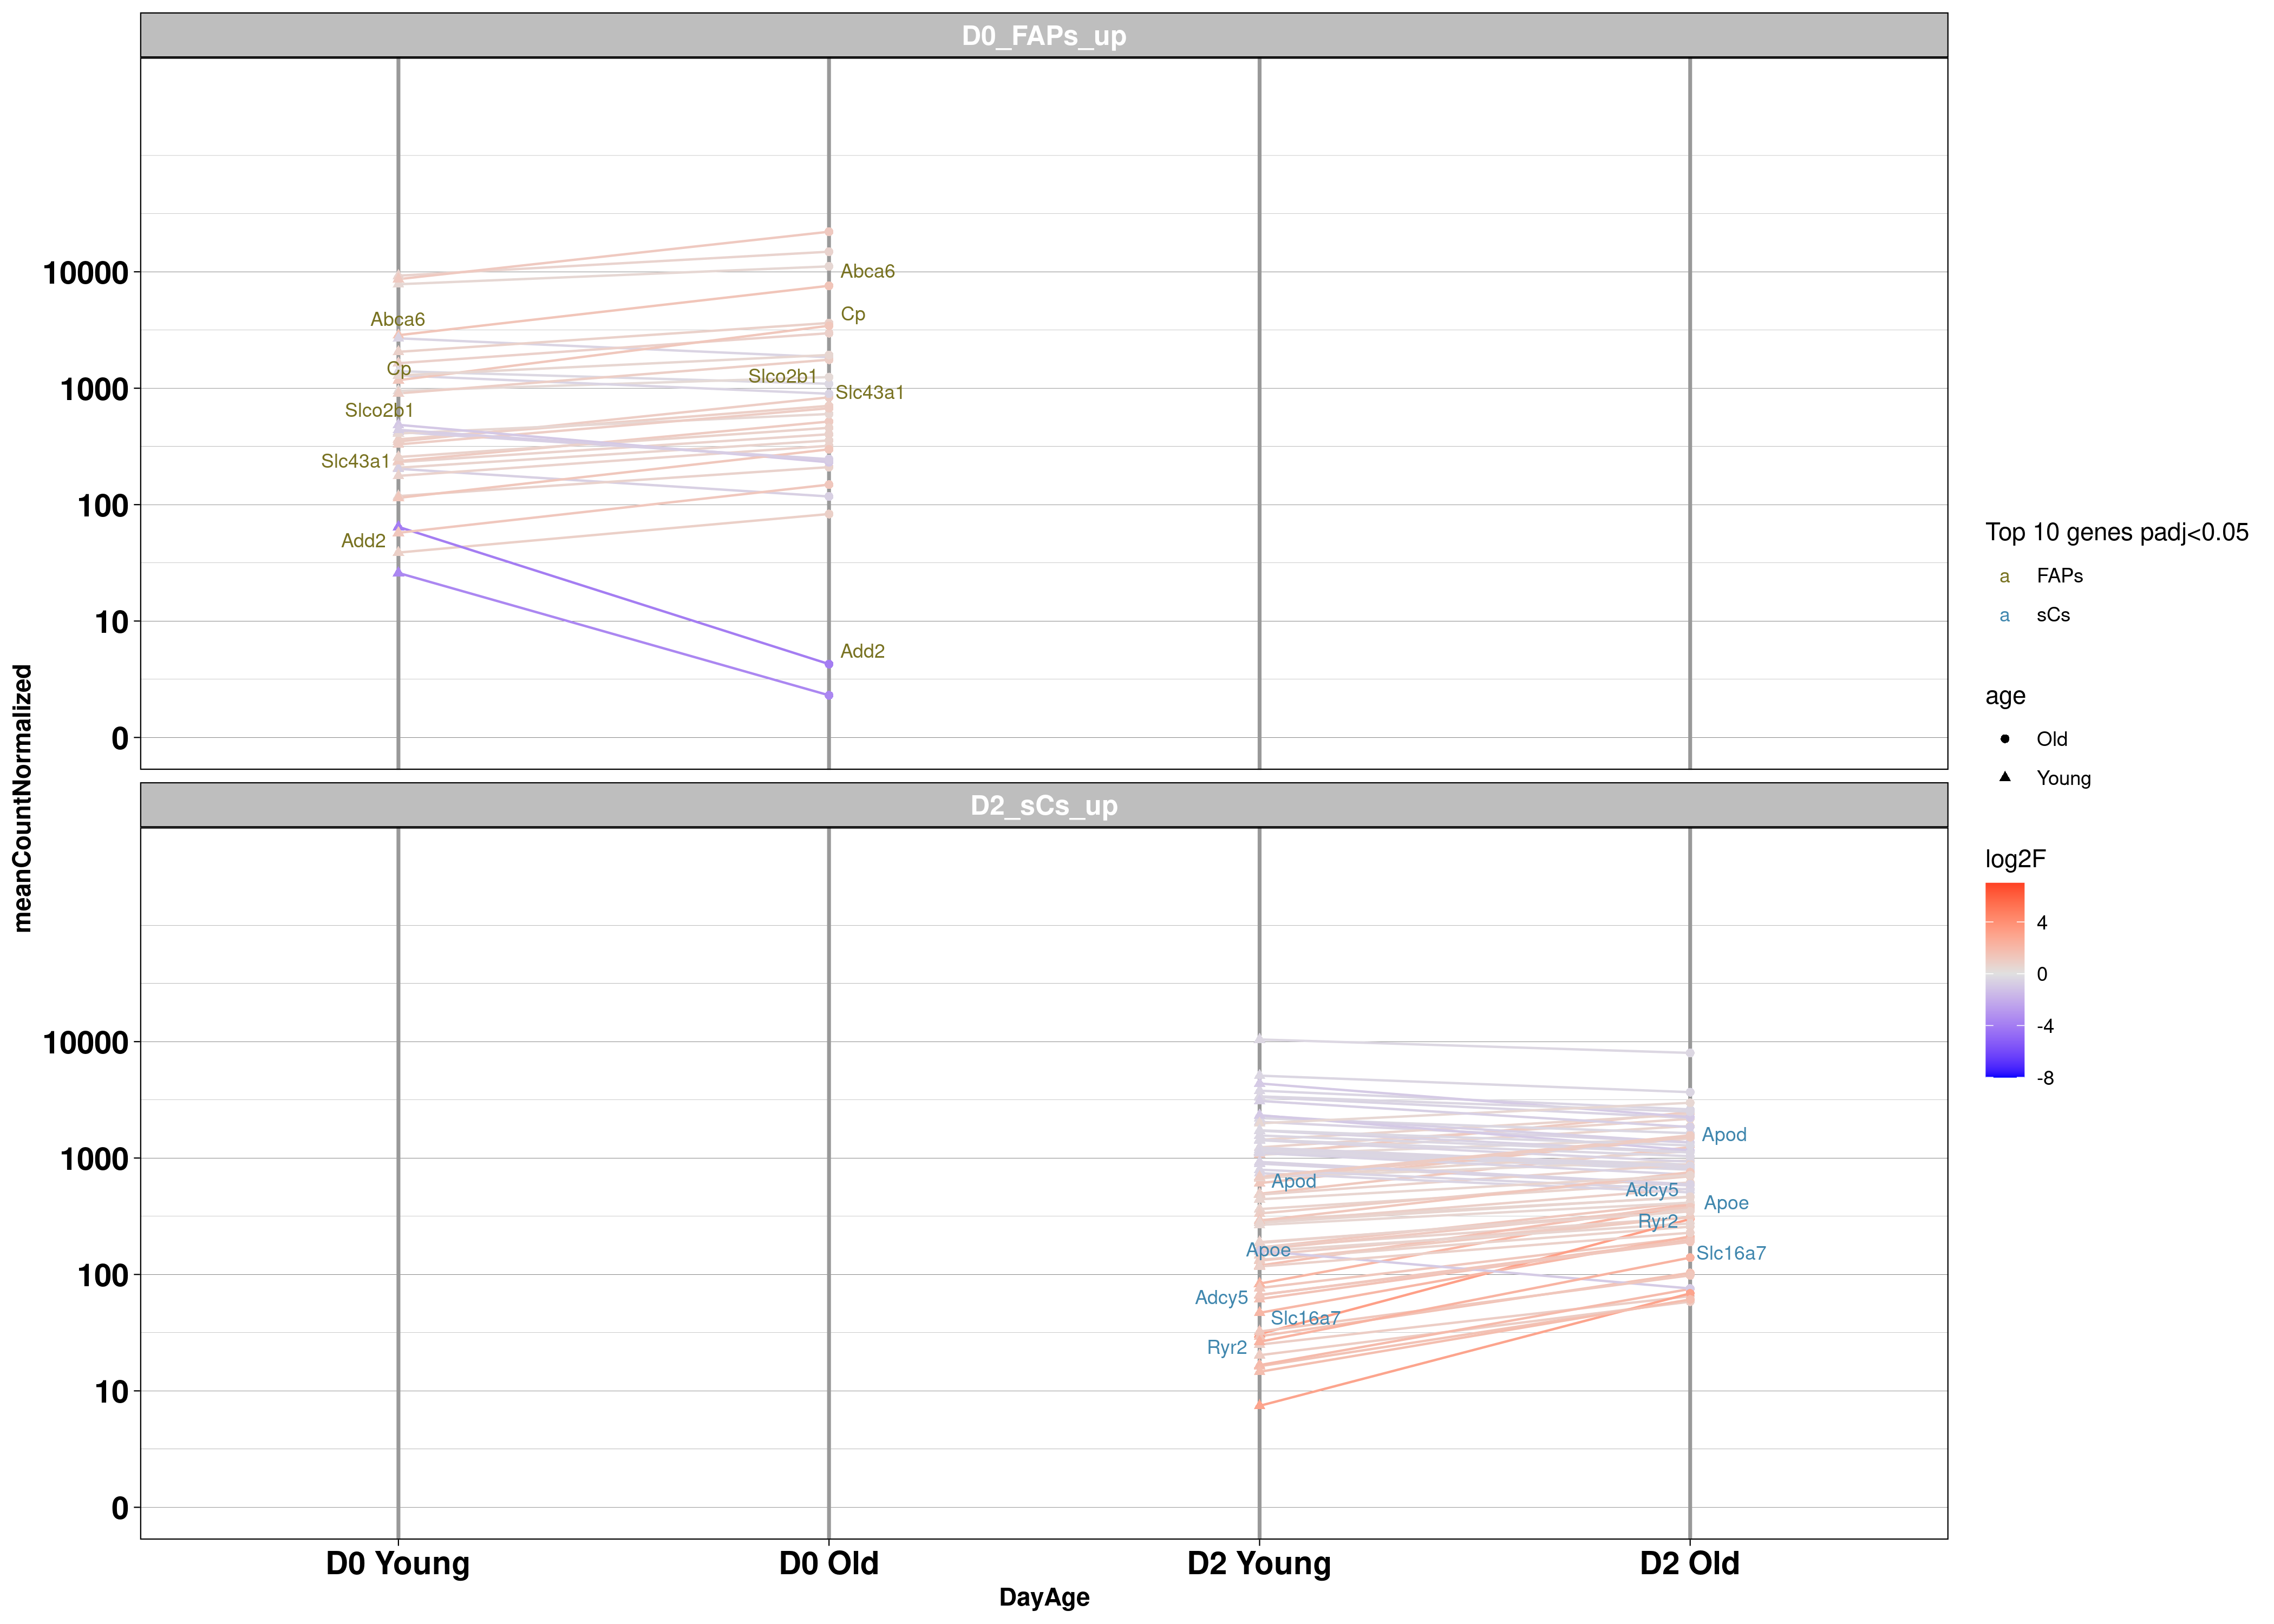 D0_FAPs_up
10000
1000
100
10
0
Abca6
Cp
Slco2b1
Slc43a1
Add2
Abca6
Cp
Slco2b1
Slc43a1
Add2
meanCountNormalized
D2_sCs_up
10000
1000
100
10
0
Apod
Apoe
Adcy5
Slc16a7
Ryr2
Apod
Adcy5
Apoe
Ryr2
Slc16a7
D0 Young
D0 Old
D2 Young
D2 Old
DayAge
Top 10 genes padj<0.05
a FAPs
a sCs
age
Old
Young
log2F
4
0
-4
-8